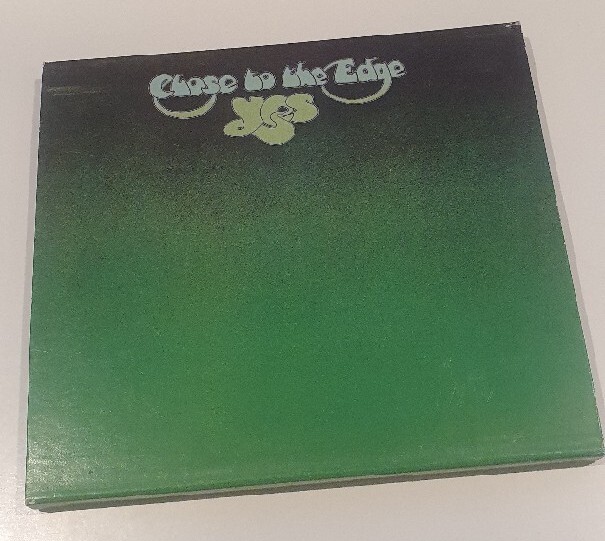 Close to the Edge
Yes